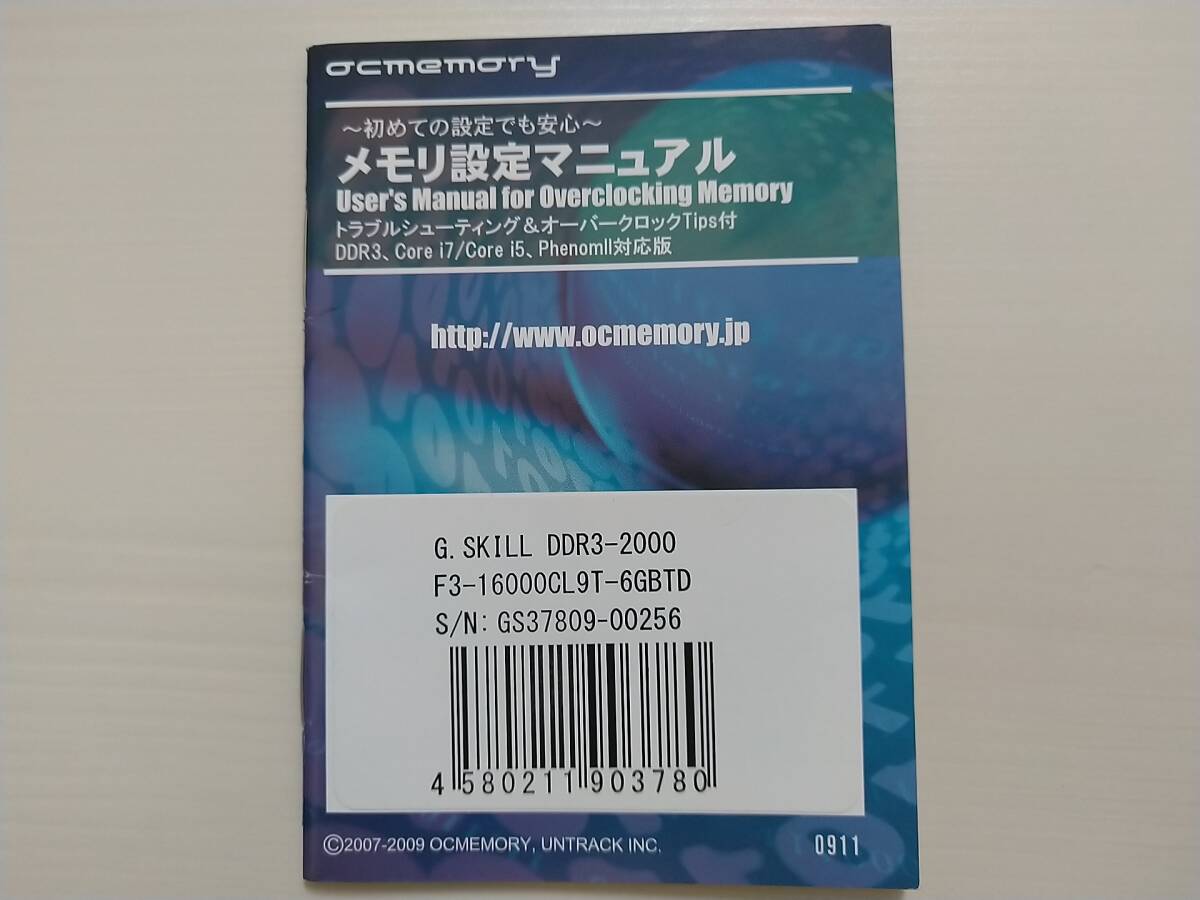 ocmemory
～初めての設定でも安心～
メモリ設定マニュアル
User's Manual for Overclocking Memory
トラブルシューティング＆オーバークロックTips付
DDR3、Core i7/Core i5、PhenomII対応版
http://www.ocmemory.jp
G.SKILL DDR3-2000
F3-16000CL9T-6GBTD
S/N: GS37809-00256
4 580211 903780
©2007-2009 OCMEMORY, UNTRACK INC.
0911